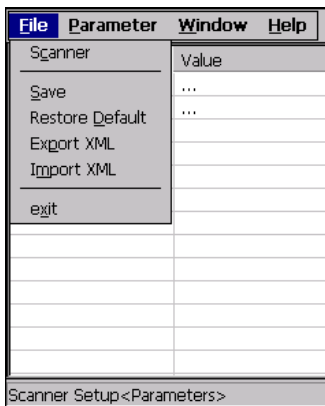 File Parameter Window Help
Scanner
Value
Save
...
Restore Default
...
Export XML
Import XML
exit
Scanner Setup<Parameters>